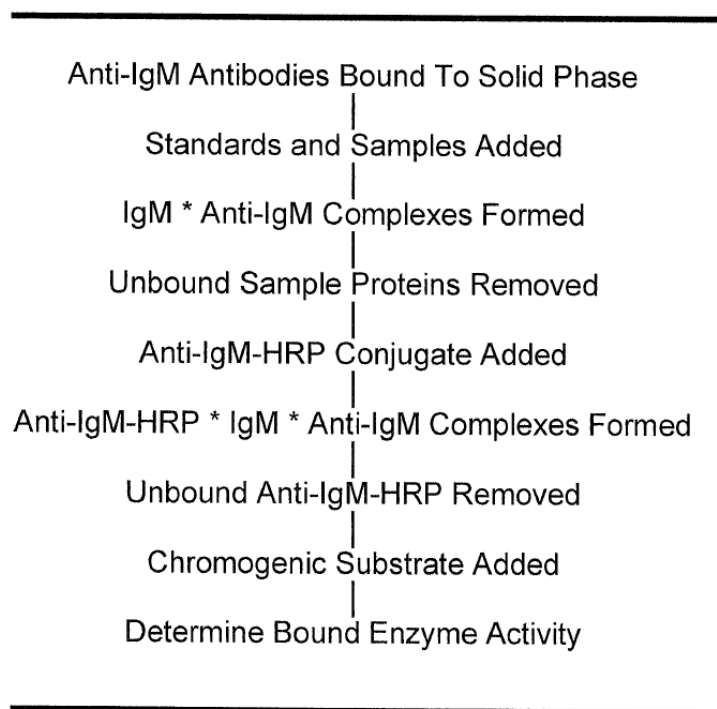 Anti-IgM Antibodies Bound To Solid Phase
Standards and Samples Added
IgM * Anti-IgM Complexes Formed
Unbound Sample Proteins Removed
Anti-IgM-HRP Conjugate Added
Anti-IgM-HRP * IgM * Anti-IgM Complexes Formed
Unbound Anti-IgM-HRP Removed
Chromogenic Substrate Added
Determine Bound Enzyme Activity